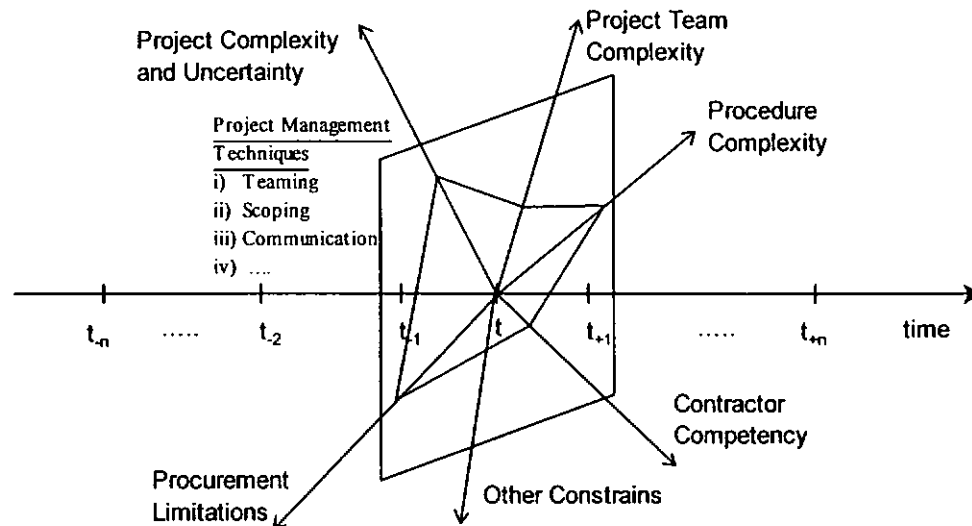 Project Complexity
and Uncertainty
Project Team
Complexity
Procedure
Complexity
Project Management
Techniques
i) Teaming
ii) Scoping
iii) Communication
iv) ....
t-n ..... t-2 t-1 t t+1 ..... t+n time
Contractor
Competency
Procurement
Limitations
Other Constrains